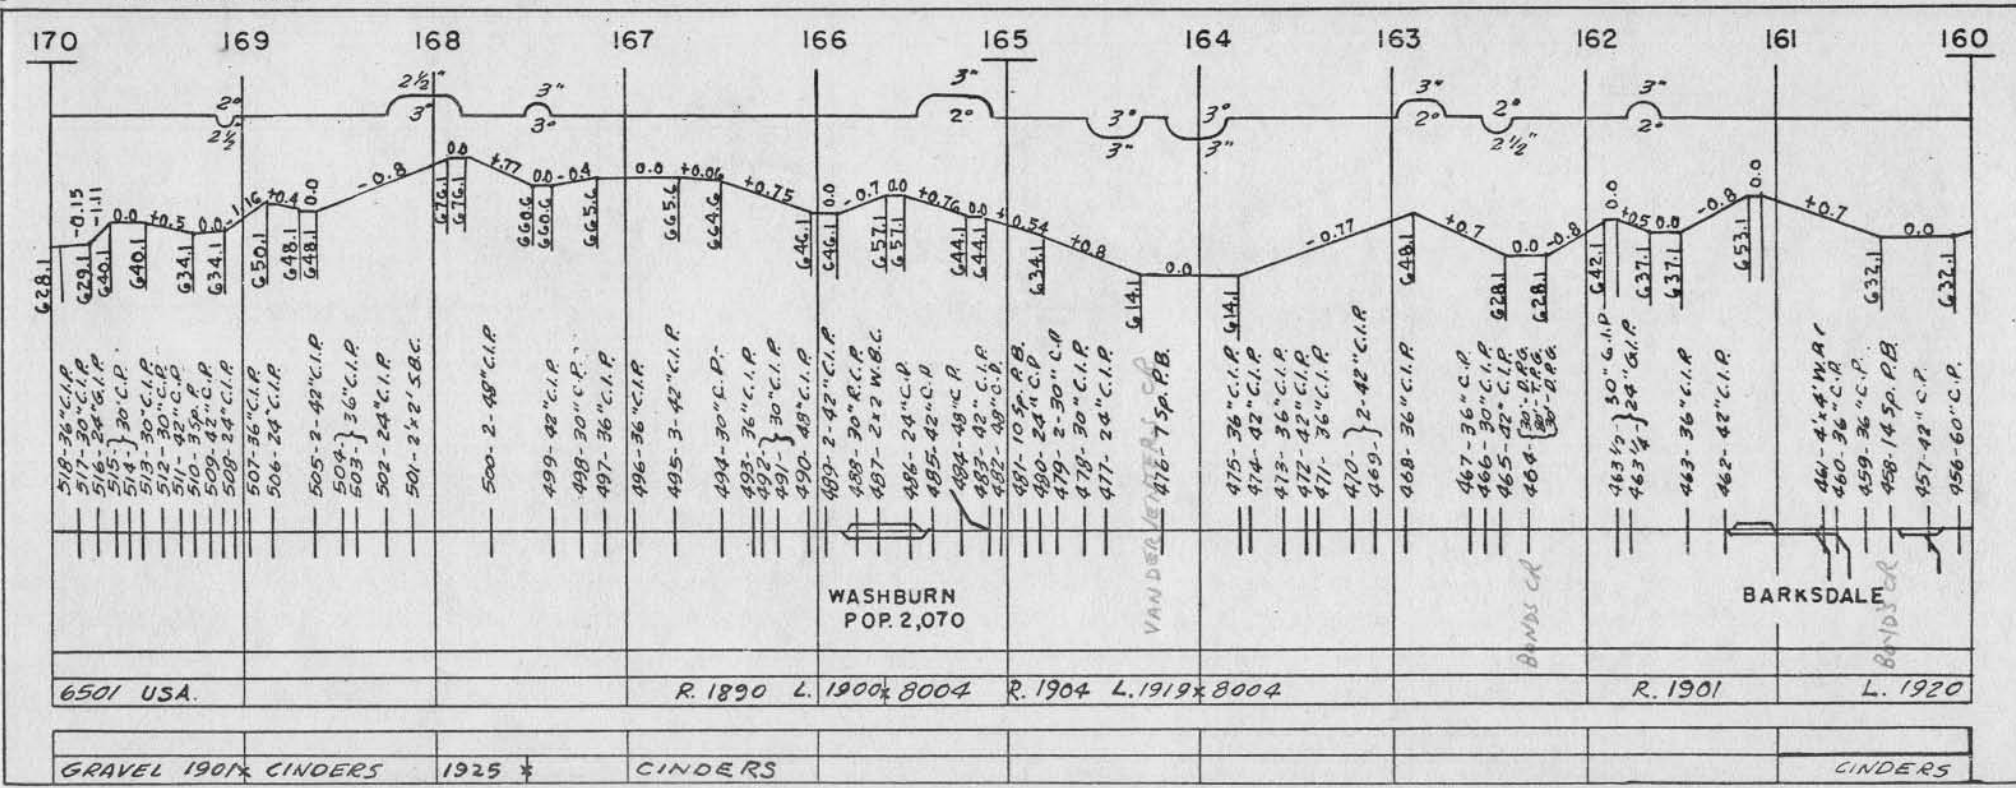 170 169 168 167 166 165 164 163 162 161 160
2° 2½" 3" 3" 3° 3° 2" 3"
2½" 3° 3° 2° 3" 3" 2° 2½" 2°
-0.15 -1.11 0.0 +0.5 0.0 -1.16 +0.4 0.0 -0.8 0.0 +.77 0.0 -0.4 0.0 +0.06 +0.75 0.0 -0.7 0.0 +0.76 0.0 +0.54 +0.8 0.0 -0.77 +0.7 0.0 -0.8 0.0 +.5 0.0 -0.8 0.0 +0.7 0.0
628.1 629.1 640.1 640.1 634.1 634.1 650.1 648.1 648.1 676.1 676.1 660.6 660.6 665.6 665.6 664.6 646.1 646.1 657.1 657.1 644.1 644.1 634.1 614.1 614.1 648.1 628.1 628.1 642.1 637.1 637.1 653.1 632.1 632.1
518-36"C.I.P.
517-30"C.I.P.
516-24"G.I.P.
515-
514- } 30"C.P.
513-30"C.I.P.
512-30"C.P.
511-42"C.P.
510-3 Sp. P.
509-42"C.P.
508-24"C.I.P.
507-36"C.I.P.
506-24"C.I.P.
505-2-42"C.I.P.
504-
503- } 36"C.I.P.
502-24"C.I.P.
501-2'x2' S.B.C.
500-2-48"C.I.P.
499-42"C.I.P.
498-30"C.P.
497-36"C.I.P.
496-36"C.I.P.
495-3-42"C.I.P.
494-30"C.P.
493-36"C.I.P.
492-
491- } 30"C.I.P.
490-48"C.I.P.
489-2-42"C.I.P.
488-30"R.C.P.
487-2x2 W.B.C.
486-24"C.I.P.
485-42"C.P.
484-48"C.P.
483-42"C.I.P.
482-48"C.P.
481-10 Sp. P.B.
480-24"C.P.
479-2-30"C.P.
478-30"C.I.P.
477-24"C.I.P.
VANDERVENTERS CR
476-7 Sp. P.B.
475-36"C.I.P.
474-42"C.I.P.
473-36"C.I.P.
472-42"C.I.P.
471-36"C.I.P.
470-
469- } 2-42"C.I.P.
468-36"C.I.P.
467-36"C.P.
466-30"C.I.P.
465-42"C.I.P.
464- {30'-D.P.G.
80'-T.P.G.
30'-D.P.G.
BONDS CR
463½- } 30"G.I.P.
463¼- } 24"G.I.P.
463-36"C.I.P.
462-42"C.I.P.
461-4'x4' W.
460-36"C.P.
459-36"C.P.
458-14 Sp. P.B.
BONDS CR
457-42"C.P.
456-60"C.P.
WASHBURN
POP. 2,070
BARKSDALE
6501 USA. R. 1890 L. 1900 x 8004 R. 1904 L. 1919 x 8004 R. 1901 L. 1920
GRAVEL 1901 x CINDERS 1925 x CINDERS CINDERS